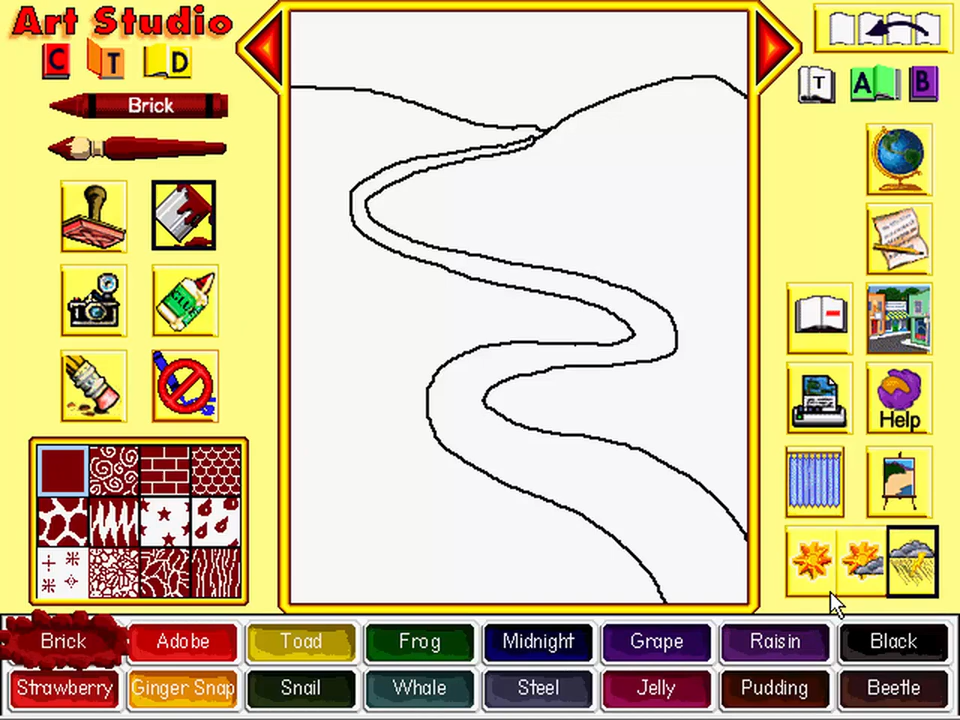 Art Studio
C T D
Brick
T A B
GLUE
Help
Brick Adobe Toad Frog Midnight Grape Raisin Black
Strawberry Ginger Snap Snail Whale Steel Jelly Pudding Beetle